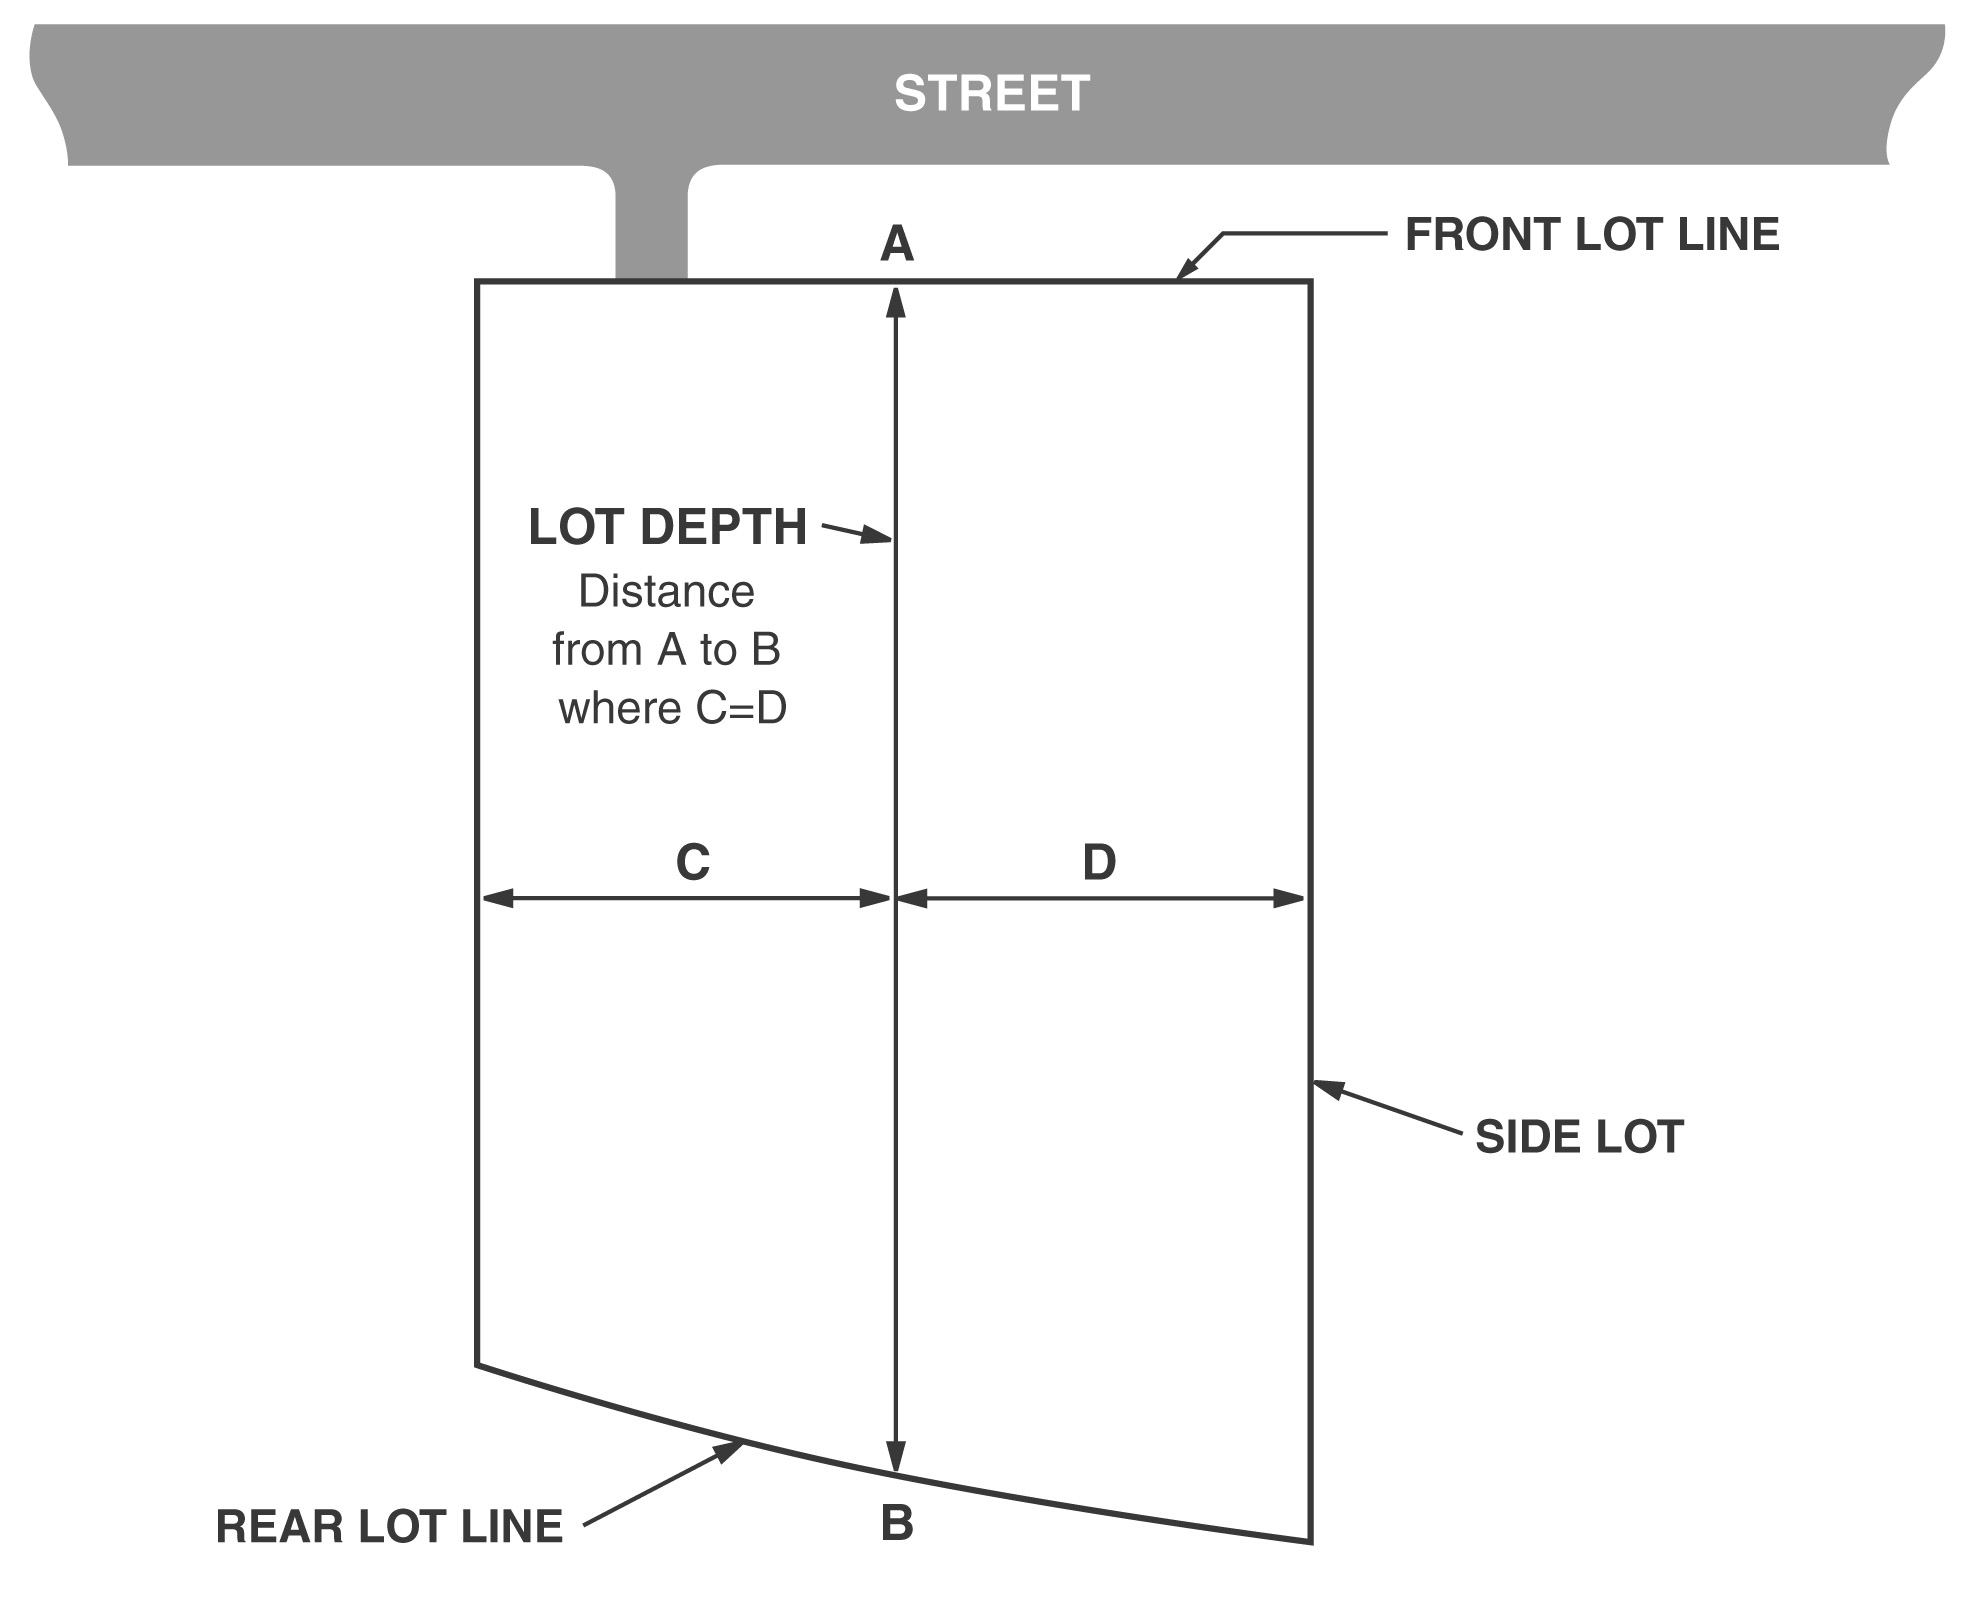 STREET
A
FRONT LOT LINE
LOT DEPTH
Distance
from A to B
where C=D
C
D
SIDE LOT
REAR LOT LINE
B